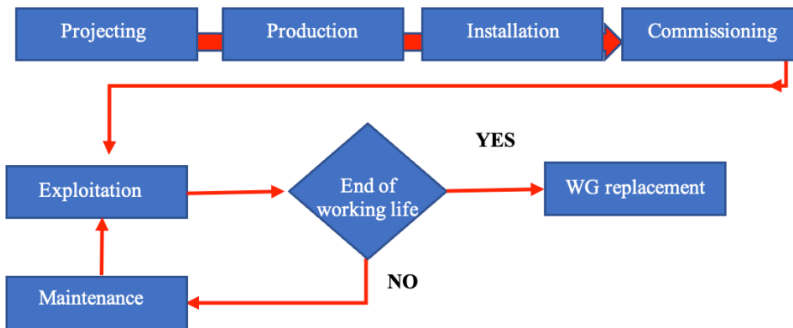 Projecting
Production
Installation
Commissioning
YES
Exploitation
End of
working life
WG replacement
NO
Maintenance